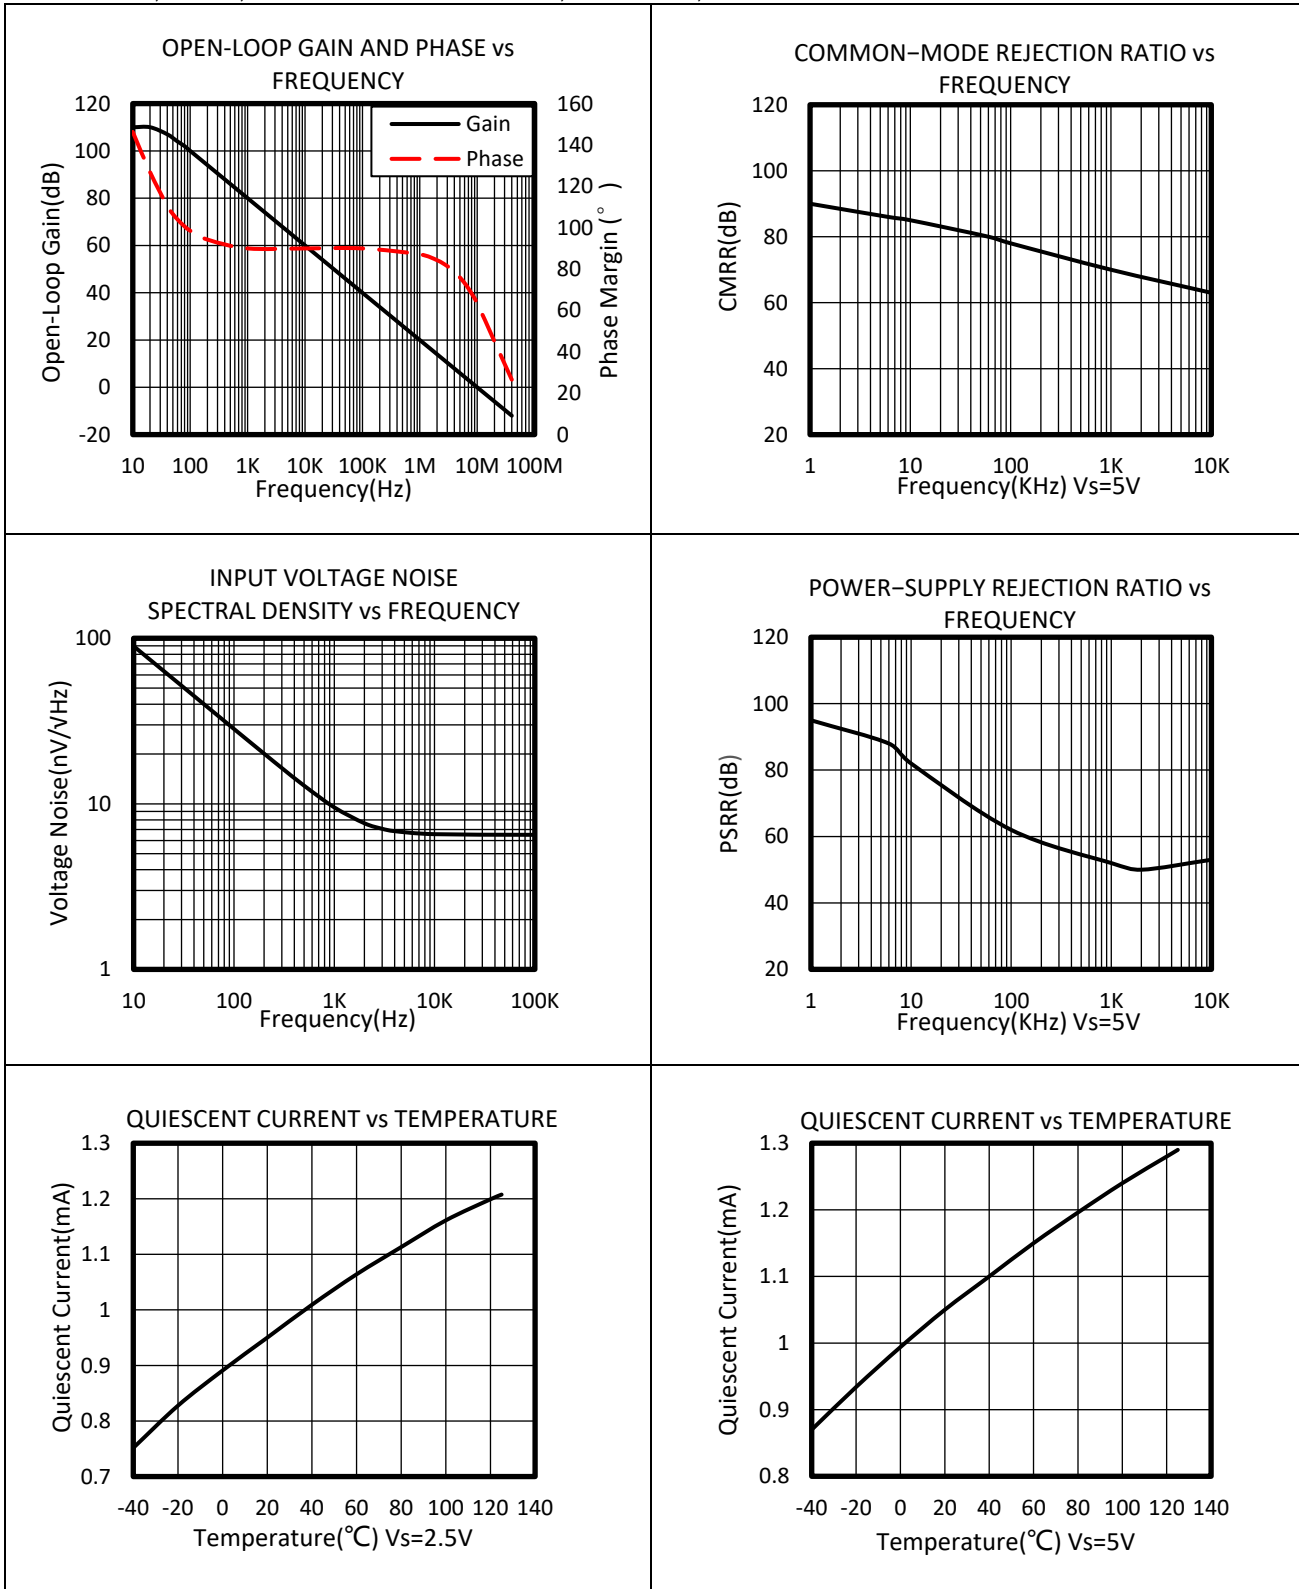 OPEN-LOOP GAIN AND PHASE vs
FREQUENCY
120
100
80
60
40
20
0
-20
Open-Loop Gain(dB)
Gain
Phase
160
140
120
100
80
60
40
20
0
Phase Margin (°)
10 100 1K 10K 100K 1M 10M 100M
Frequency(Hz)
COMMON−MODE REJECTION RATIO vs
FREQUENCY
120
100
80
60
40
20
CMRR(dB)
1 10 100 1K 10K
Frequency(KHz) Vs=5V
INPUT VOLTAGE NOISE
SPECTRAL DENSITY vs FREQUENCY
100
10
1
Voltage Noise(nV/√Hz)
10 100 1K 10K 100K
Frequency(Hz)
POWER−SUPPLY REJECTION RATIO vs
FREQUENCY
120
100
80
60
40
20
PSRR(dB)
1 10 100 1K 10K
Frequency(KHz) Vs=5V
QUIESCENT CURRENT vs TEMPERATURE
1.3
1.2
1.1
1
0.9
0.8
0.7
Quiescent Current(mA)
-40 -20 0 20 40 60 80 100 120 140
Temperature(℃) Vs=2.5V
QUIESCENT CURRENT vs TEMPERATURE
1.3
1.2
1.1
1
0.9
0.8
Quiescent Current(mA)
-40 -20 0 20 40 60 80 100 120 140
Temperature(℃) Vs=5V